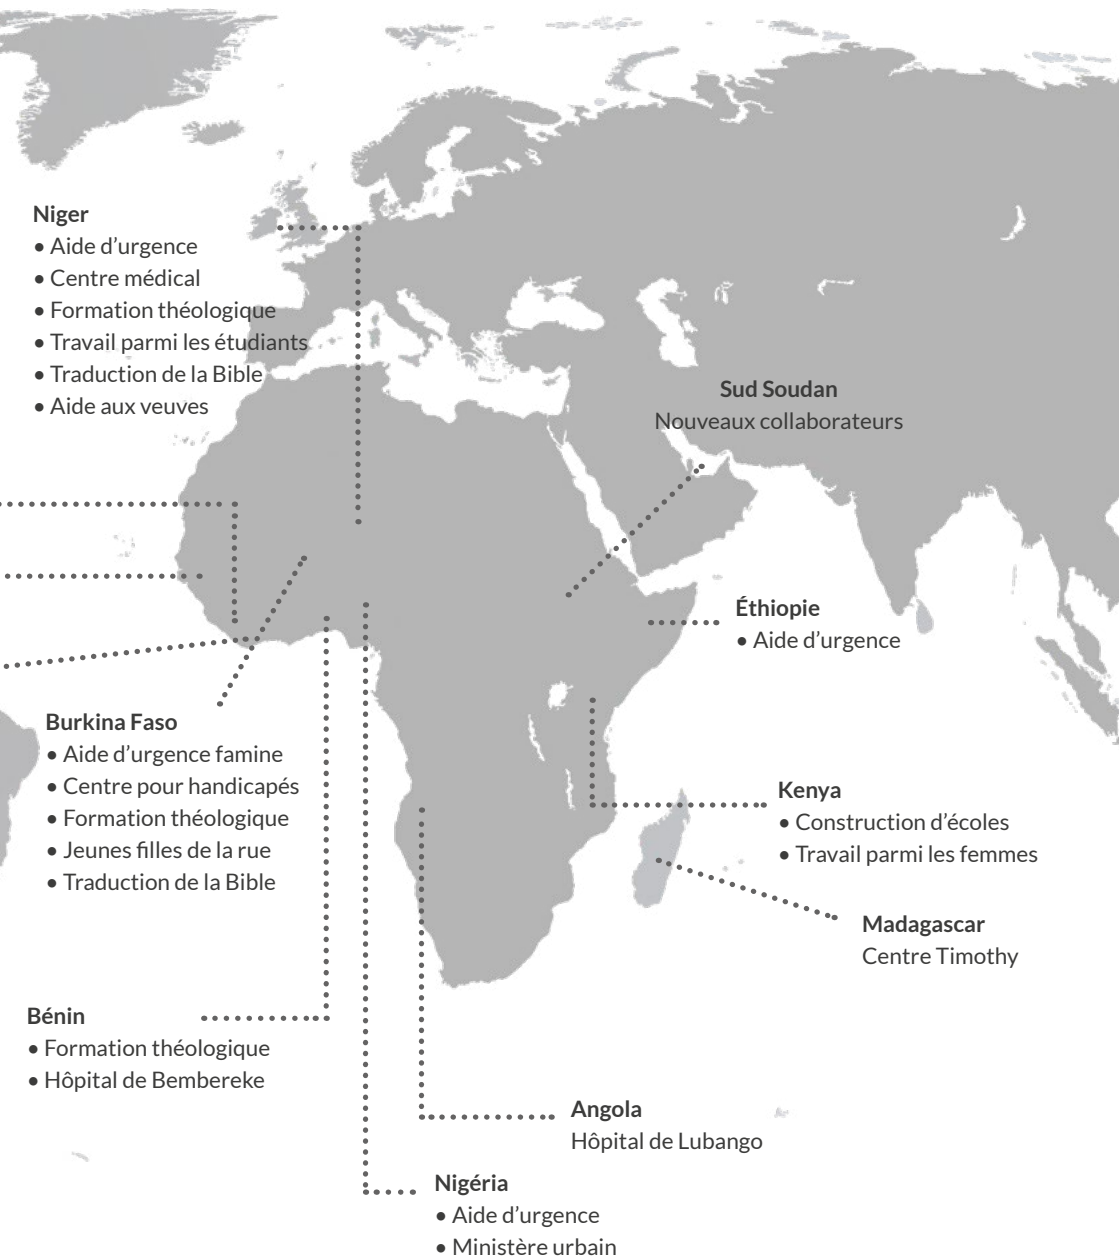 Niger
• Aide d’urgence
• Centre médical
• Formation théologique
• Travail parmi les étudiants
• Traduction de la Bible
• Aide aux veuves
Sud Soudan
Nouveaux collaborateurs
Éthiopie
• Aide d’urgence
Burkina Faso
• Aide d’urgence famine
• Centre pour handicapés
• Formation théologique
• Jeunes filles de la rue
• Traduction de la Bible
Kenya
• Construction d’écoles
• Travail parmi les femmes
Madagascar
Centre Timothy
Bénin
• Formation théologique
• Hôpital de Bembereke
Angola
Hôpital de Lubango
Nigéria
• Aide d’urgence
• Ministère urbain